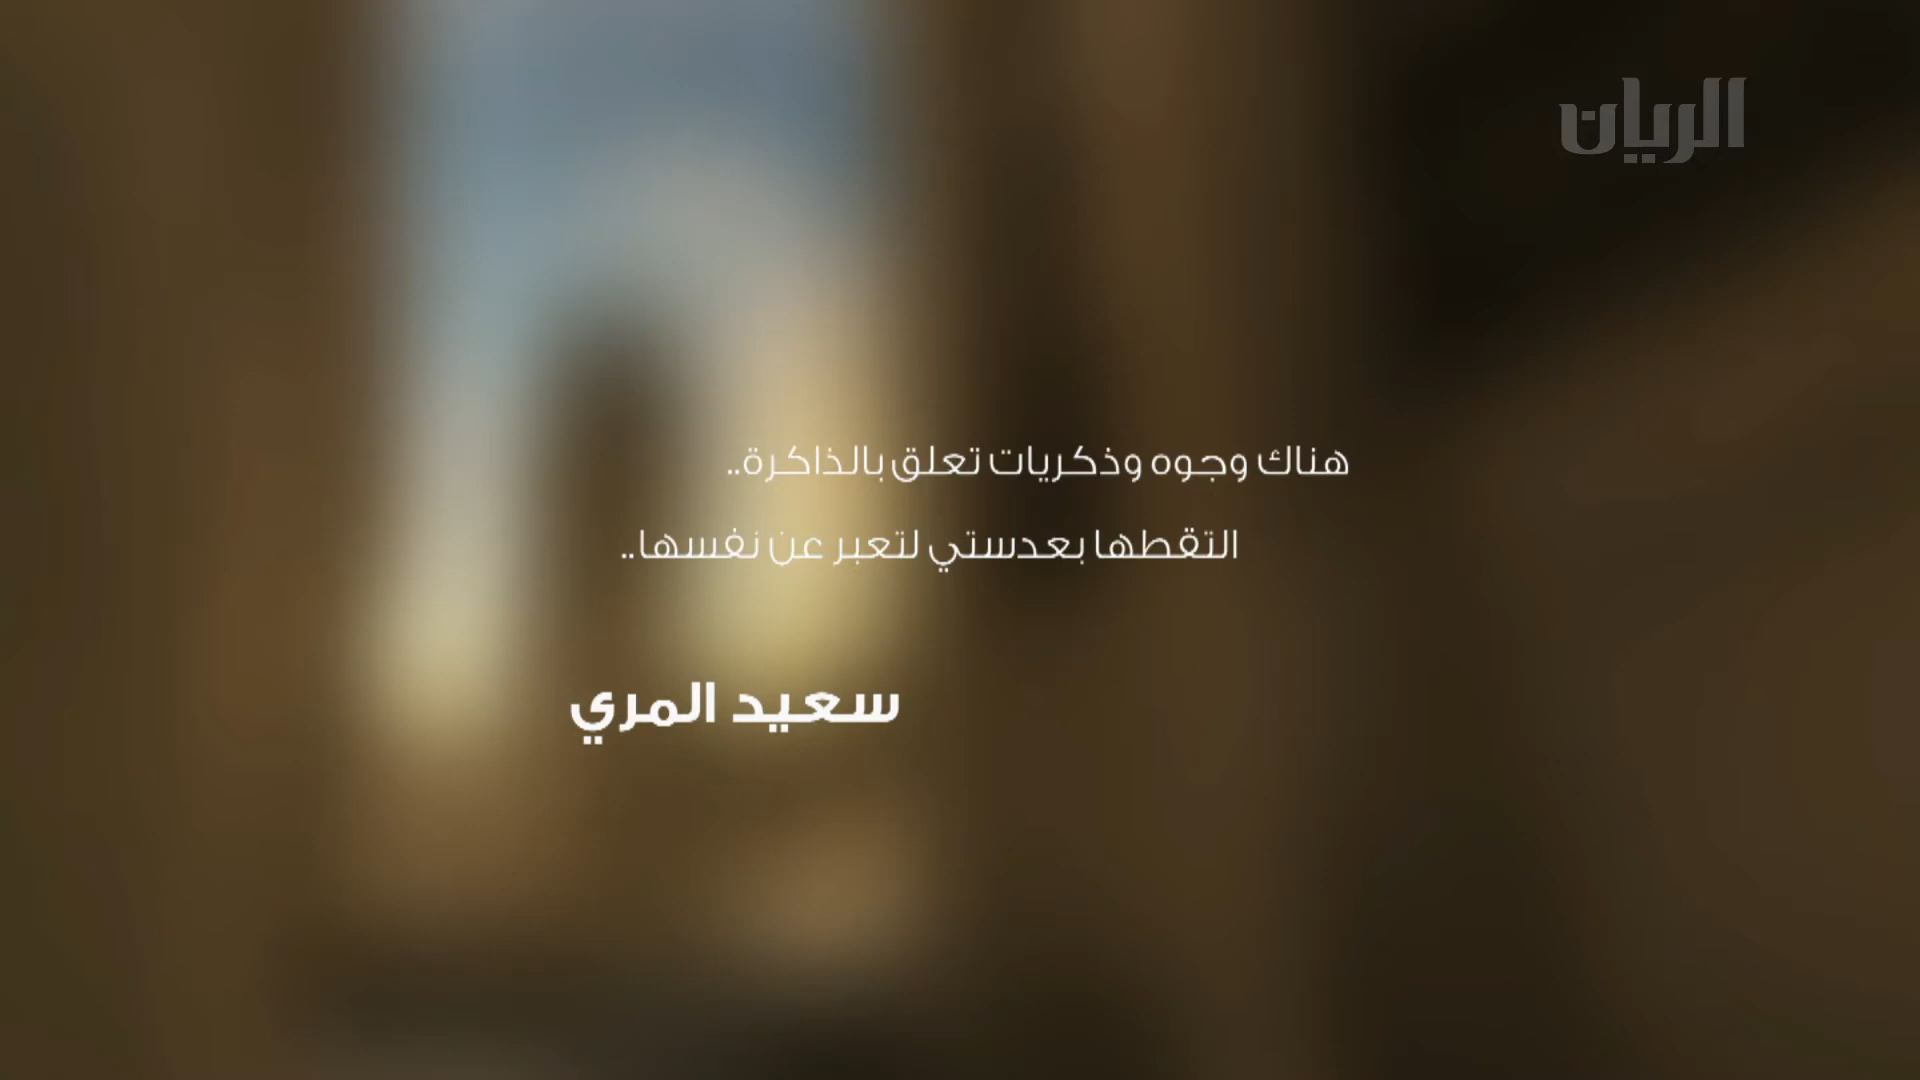 الريان
هناك وجوه وذكريات تعلق بالذاكرة..
التقطها بعدستي لتعبر عن نفسها..
سعيد المري